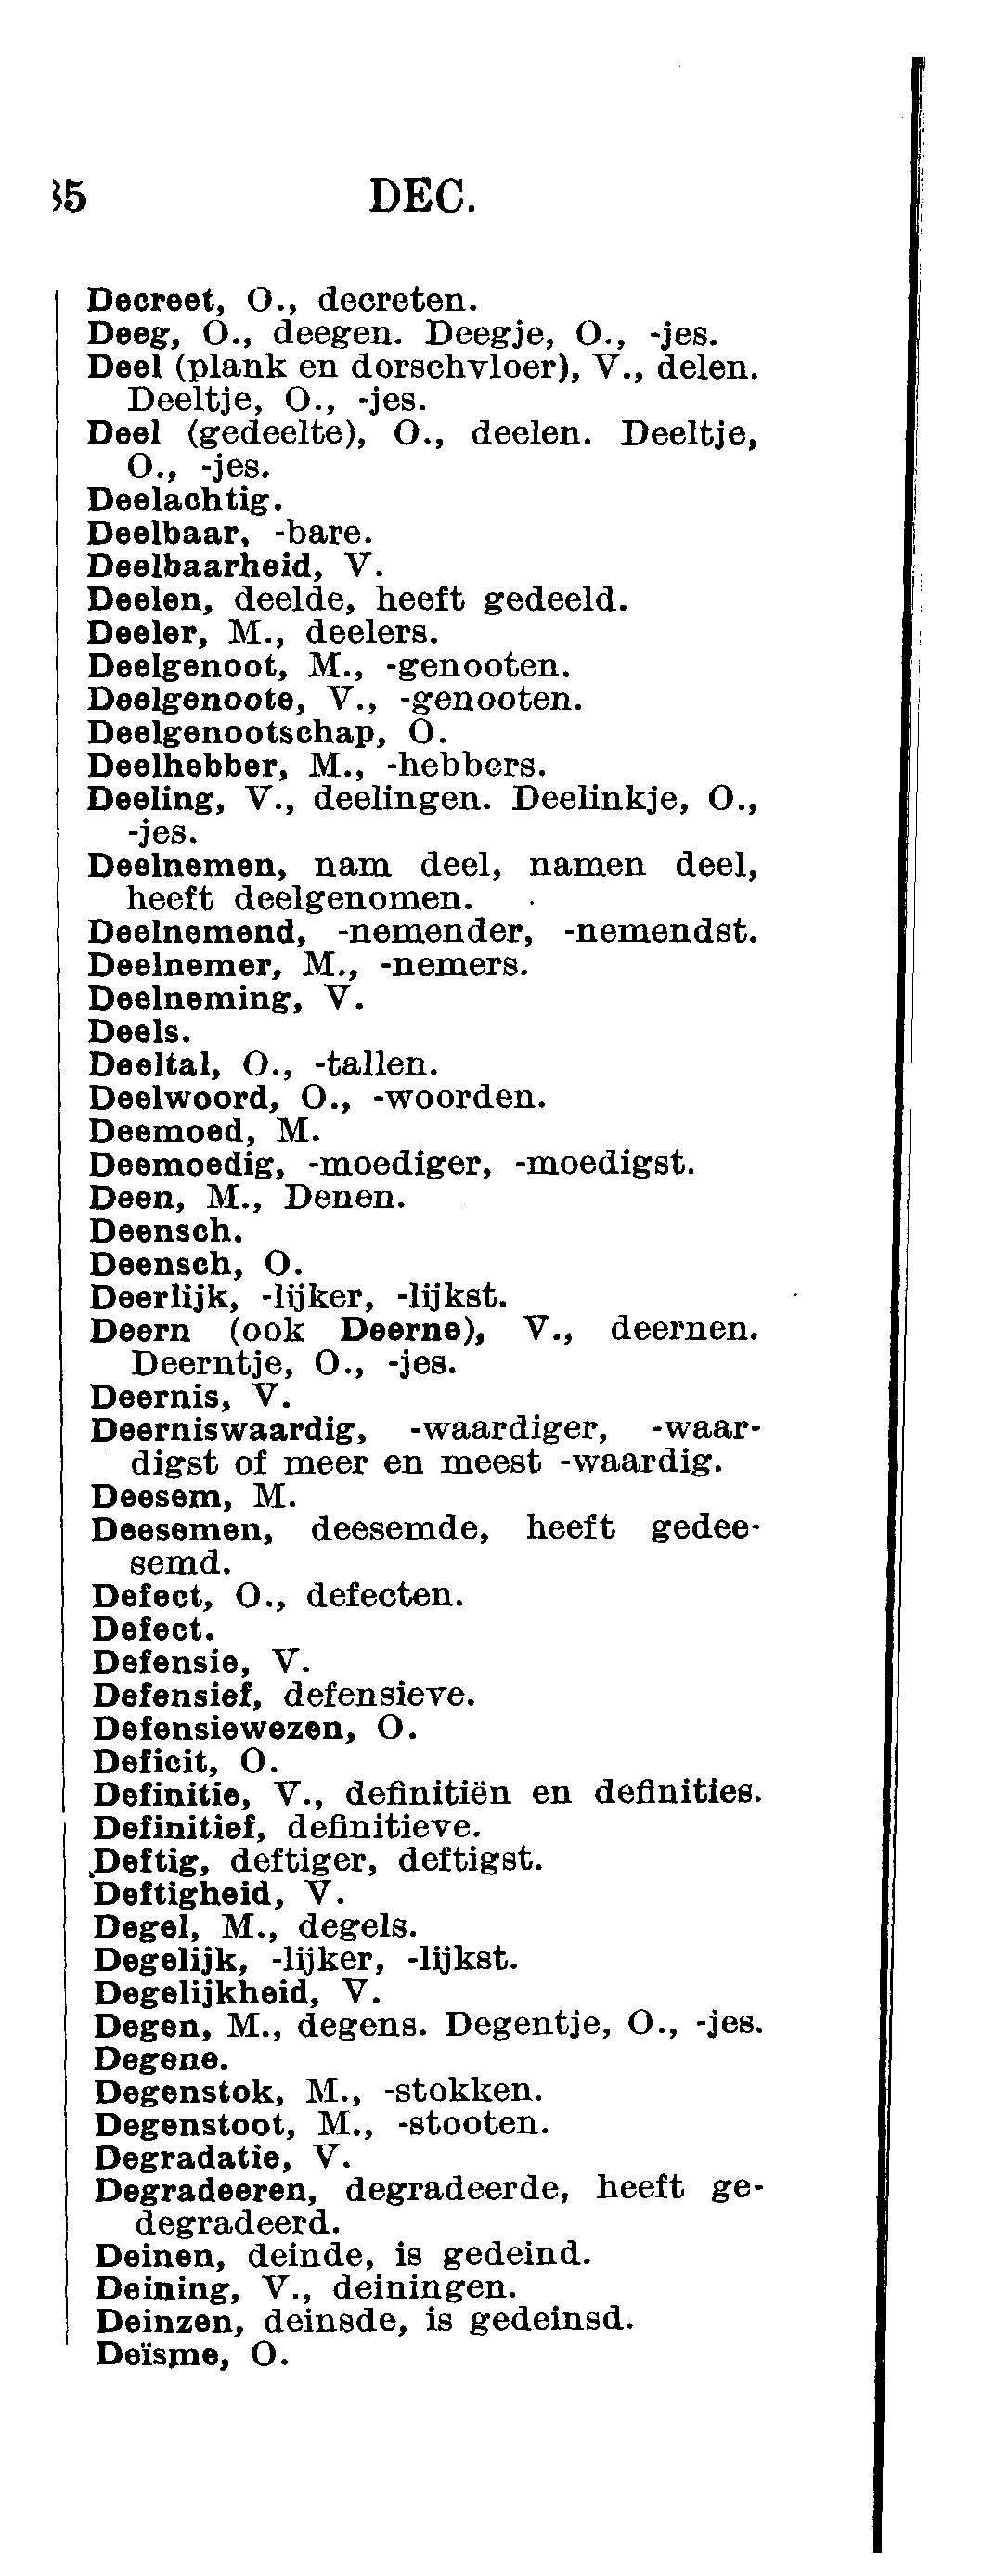 35 DEC.
Decreet, O., decreten.
Deeg, O., deegen. Deegje, O., -jes.
Deel (plank en dorschvloer), V., delen.
Deeltje, O., -jes.
Deel (gedeelte), O., deelen. Deeltje,
O., -jes.
Deelachtig.
Deelbaar, -bare.
Deelbaarheid, V.
Deelen, deelde, heeft gedeeld.
Deeler, M., deelers.
Deelgenoot, M., -genooten.
Deelgenoote, V., -genooten.
Deelgenootschap, O.
Deelhebber, M., -hebbers.
Deeling, V., deelingen. Deelinkje, O.,
-jes.
Deelnemen, nam deel, namen deel,
heeft deelgenomen.
Deelnemend, -nemender, -nemendst.
Deelnemer, M., -nemers.
Deelneming, V.
Deels.
Deeltal, O., -tallen.
Deelwoord, O., -woorden.
Deemoed, M.
Deemoedig, -moediger, -moedigst.
Deen, M., Denen.
Deensch.
Deensch, O.
Deerlijk, -lijker, -lijkst.
Deern (ook Deerne), V., deernen.
Deerntje, O., -jes.
Deernis, V.
Deerniswaardig, -waardiger, -waar-
digst of meer en meest -waardig.
Deesem, M.
Deesemen, deesemde, heeft gedee-
semd.
Defect, O., defecten.
Defect.
Defensie, V.
Defensief, defensieve.
Defensiewezen, O.
Deficit, O.
Definitie, V., definitiën en definities.
Definitief, definitieve.
Deftig, deftiger, deftigst.
Deftigheid, V.
Degel, M., degels.
Degelijk, -lijker, -lijkst.
Degelijkheid, V.
Degen, M., degens. Degentje, O., -jes.
Degene.
Degenstok, M., -stokken.
Degenstoot, M., -stooten.
Degradatie, V.
Degradeeren, degradeerde, heeft ge-
degradeerd.
Deinen, deinde, is gedeind.
Deining, V., deiningen.
Deinzen, deinsde, is gedeinsd.
Deïsme, O.